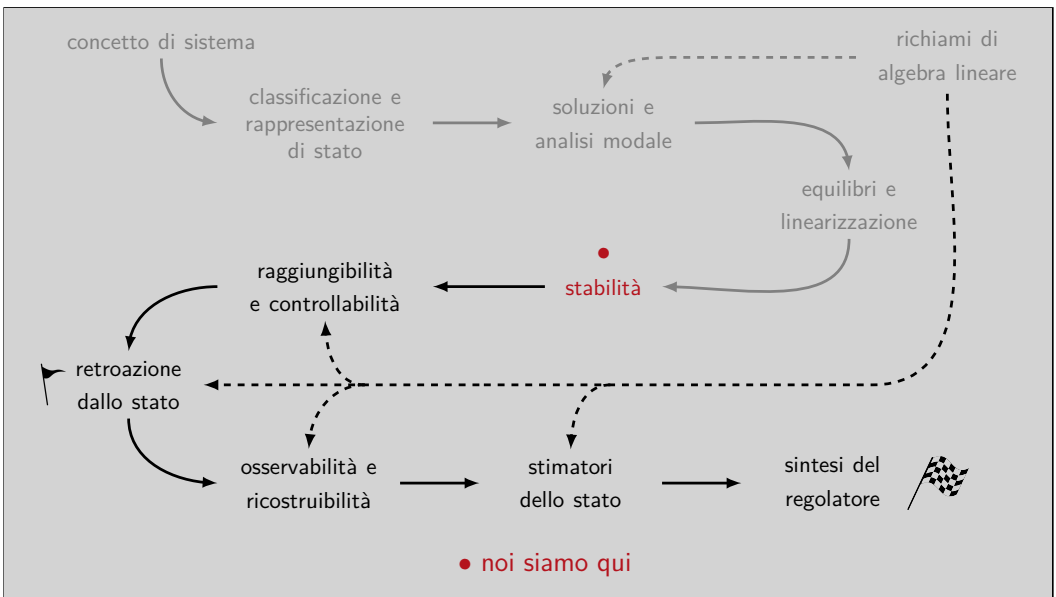 concetto di sistema
richiami di
algebra lineare
classificazione e
rappresentazione
di stato
soluzioni e
analisi modale
equilibri e
linearizzazione
stabilità
raggiungibilità
e controllabilità
retroazione
dallo stato
osservabilità e
ricostruibilità
stimatori
dello stato
sintesi del
regolatore
• noi siamo qui